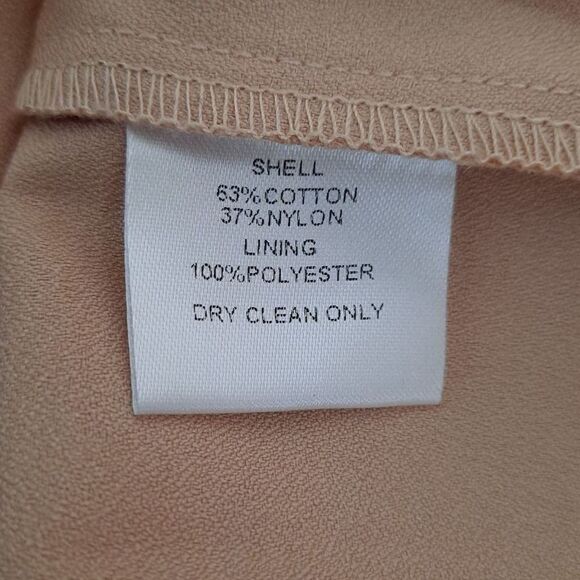 SHELL
63%COTTON
37%NYLON
LINING
100%POLYESTER
DRY CLEAN ONLY